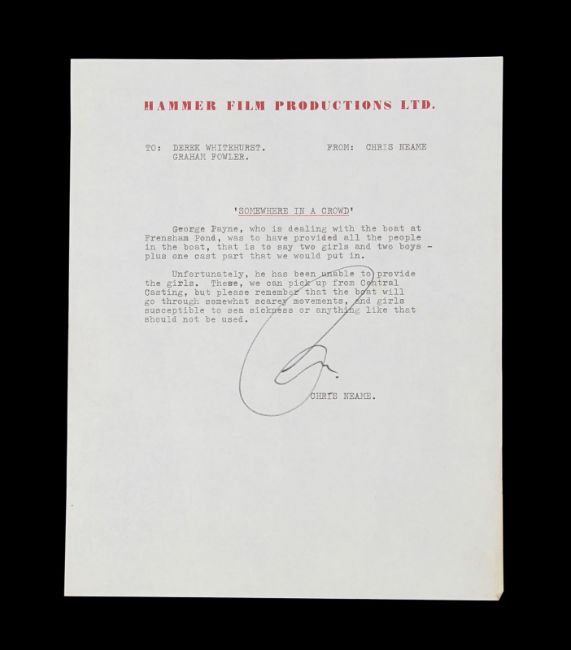 HAMMER FILM PRODUCTIONS LTD.
TO: DEREK WHITEHURST. FROM: CHRIS NEAME
GRAHAM FOWLER.
'SOMEWHERE IN A CROWD'
George Payne, who is dealing with the boat at
Frensham Pond, was to have provided all the people
in the boat, that is to say two girls and two boys -
plus one cast part that we would put in.
Unfortunately, he has been unable to provide
the girls. These, we can pick up from Central
Casting, but please remember that the boat will
go through somewhat scarey movements, and girls
susceptible to sea sickness or anything like that
should not be used.
CHRIS NEAME.